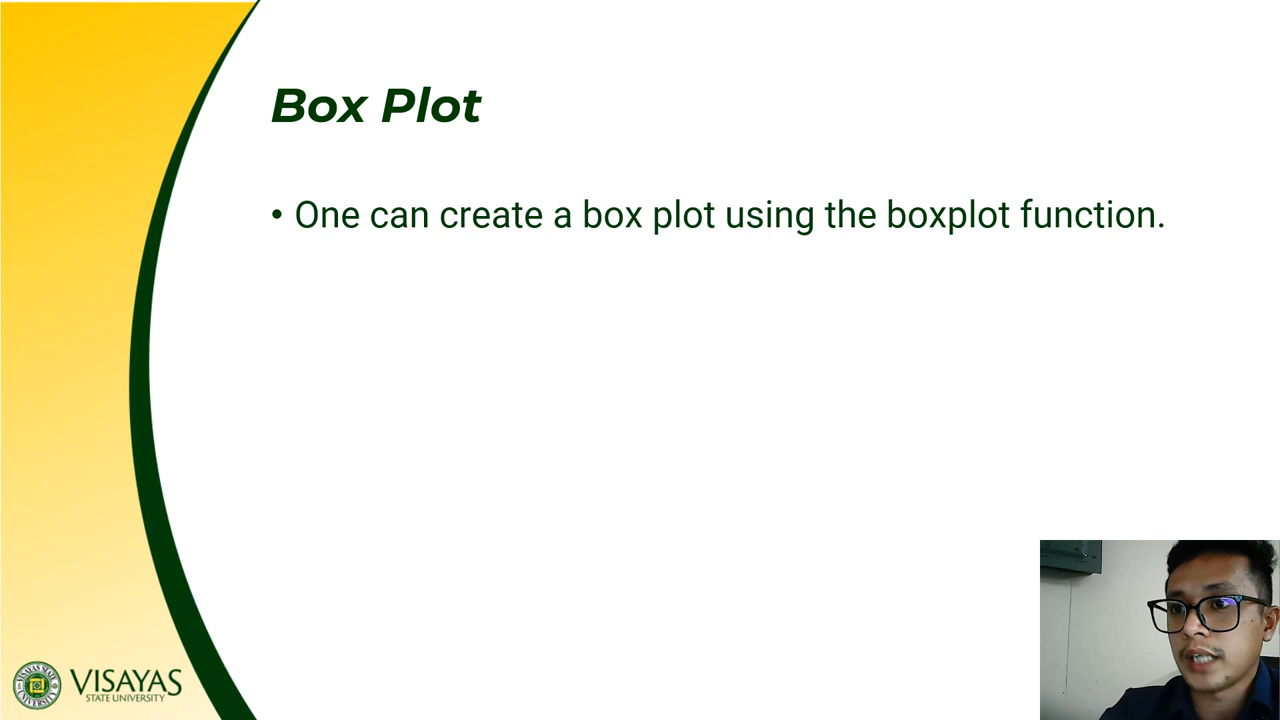 Box Plot
• One can create a box plot using the boxplot function.
VISAYAS
STATE UNIVERSITY